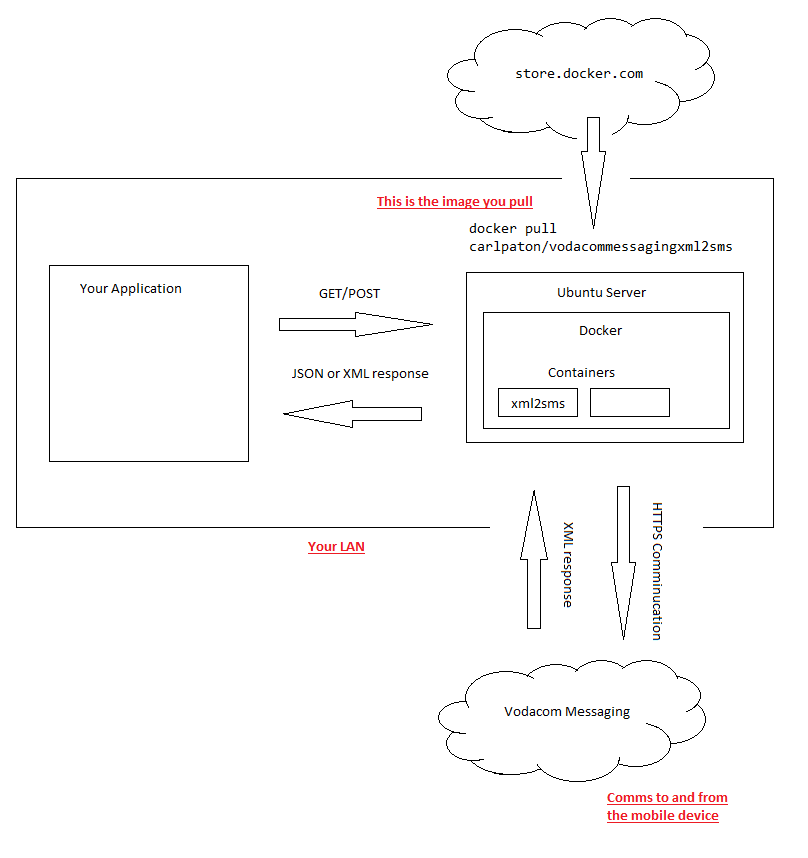 store.docker.com
This is the image you pull
docker pull
carlpaton/vodacommessagingxml2sms
Your Application
GET/POST
Ubuntu Server
Docker
JSON or XML response
Containers
xml2sms
Your LAN
XML response
HTTPS Comminucation
Vodacom Messaging
Comms to and from
the mobile device